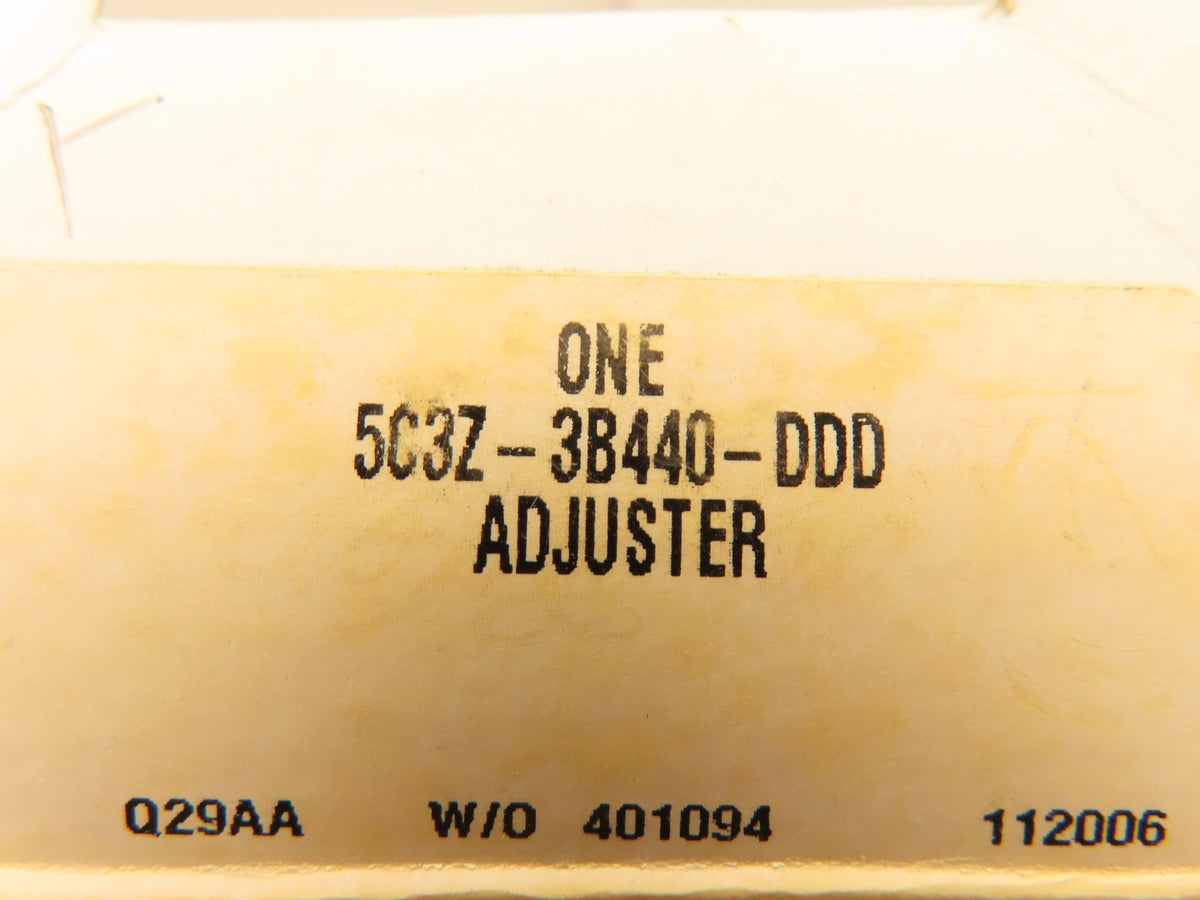 ONE
5C3Z-3B440-DDD
ADJUSTER
Q29AA W/O 401094 112006